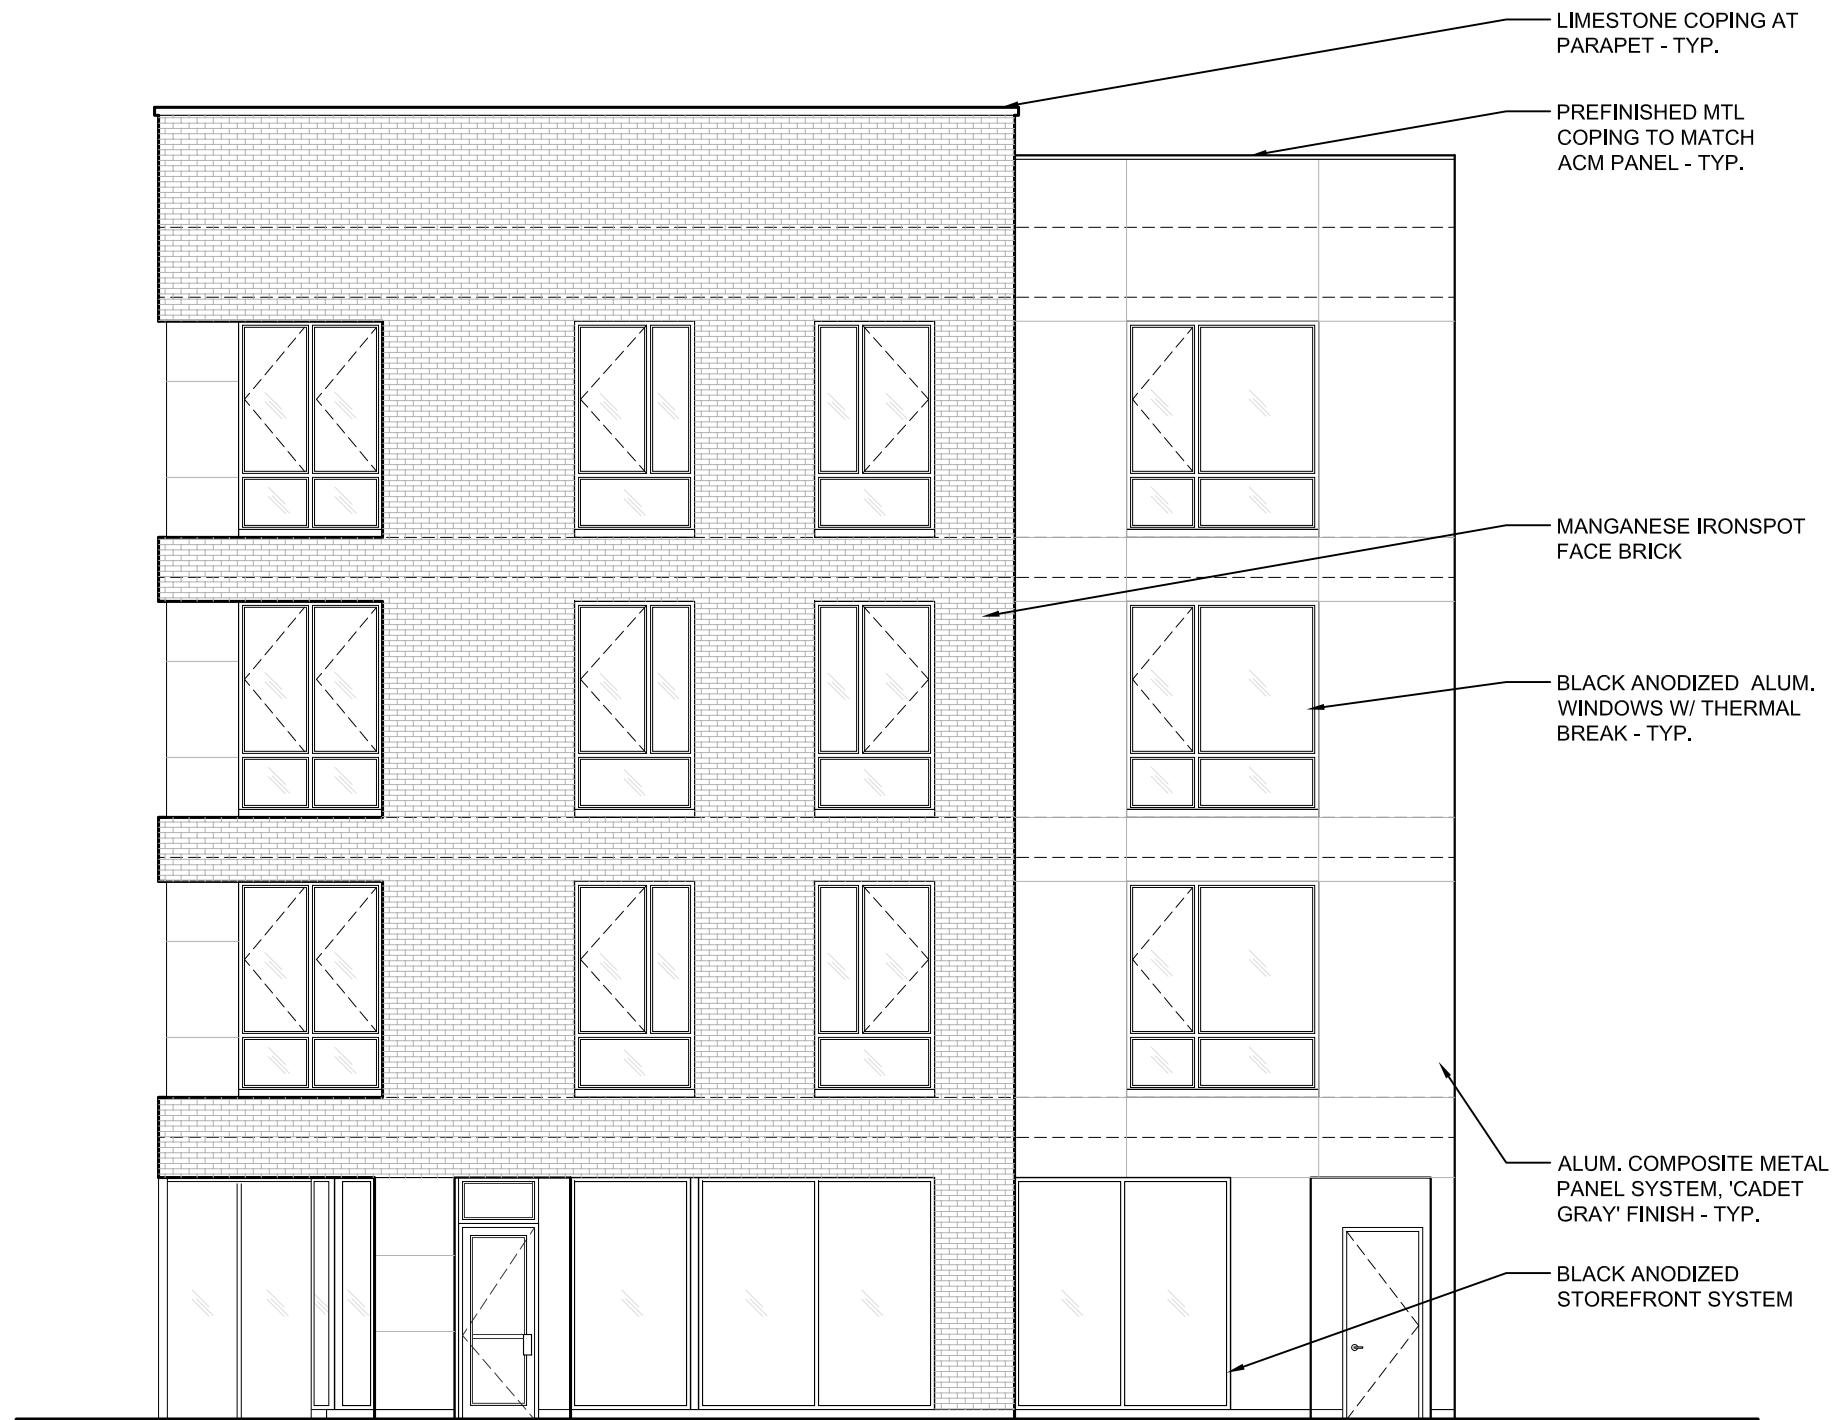 LIMESTONE COPING AT
PARAPET - TYP.
PREFINISHED MTL
COPING TO MATCH
ACM PANEL - TYP.
MANGANESE IRONSPOT
FACE BRICK
BLACK ANODIZED ALUM.
WINDOWS W/ THERMAL
BREAK - TYP.
ALUM. COMPOSITE METAL
PANEL SYSTEM, 'CADET
GRAY' FINISH - TYP.
BLACK ANODIZED
STOREFRONT SYSTEM